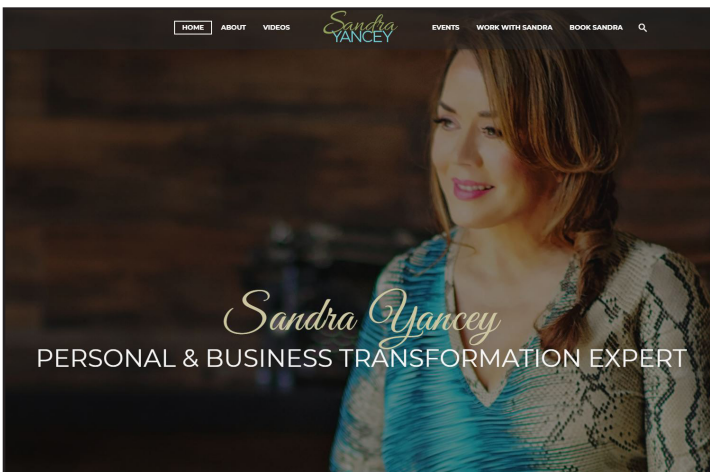 HOME ABOUT VIDEOS Sandra YANCEY EVENTS WORK WITH SANDRA BOOK SANDRA
Sandra Yancey
PERSONAL & BUSINESS TRANSFORMATION EXPERT